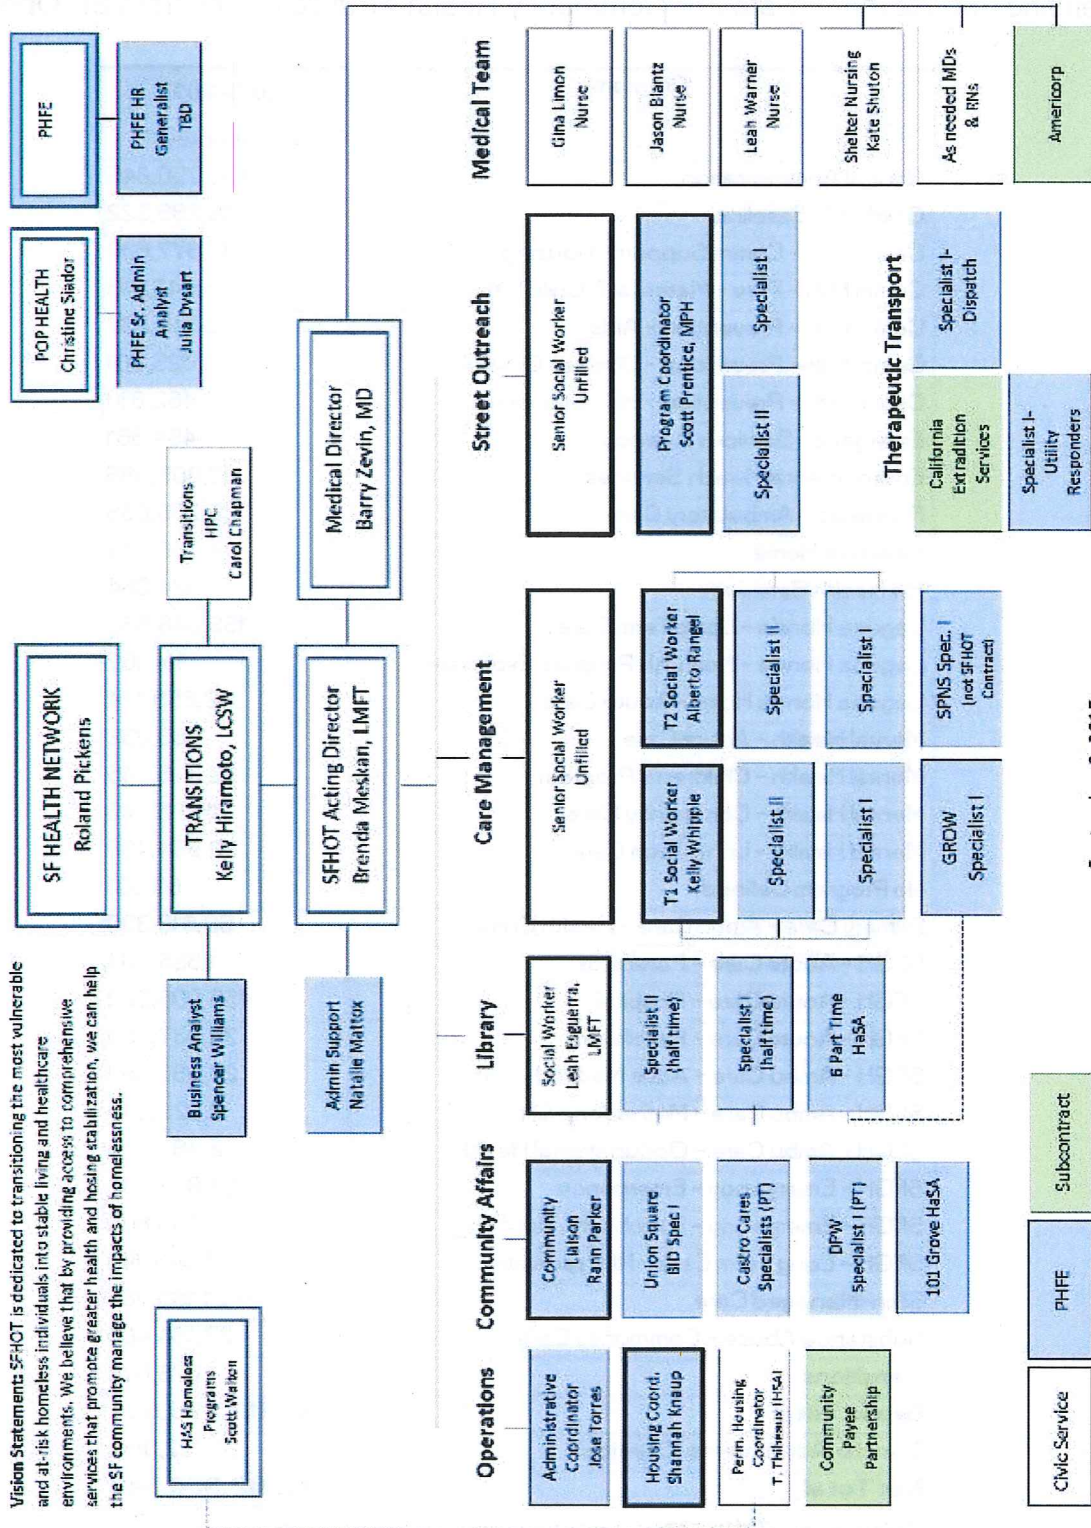 Vision Statement: SFHOT is dedicated to transitioning the most vulnerable
and at-risk homeless individuals into stable living and healthcare
enviroments. We believe that by providing access to comprehensive
services that promote greater health and hosing stabilization, we can help
the SF community manage the impacts of homelessness.
SF HEALTH NETWORK
Roland Pickens
POP HEALTH
Christine Siador
PHFE
PHFE Sr. Admin
Analyst
Julia Dysart
PHFE HR
Generalist
TBD
HAS Homeless
Programs
Scott Walton
Business Analyst
Spencer Williams
TRANSITIONS
Kelly Hiramoto, LCSW
Transitions
HPC
Carol Chapman
Admin Support
Natalie Mattox
SFHOT Acting Director
Brenda Meskan, LMFT
Medical Director
Barry Zevin, MD
Operations
Administrative
Coordinator
Jose Torres
Housing Coord.
Shannah Knaup
Perm. Housing
Coordinator
T. Thibeaux (HSA)
Community
Payee
Partnership
Community Affairs
Community
Liaison
Rann Parker
Union Square
BID Spec I
Castro Cares
Specialists (PT)
DPW
Specialist I (PT)
101 Grove HaSA
Library
Social Worker
Leah Esguerra,
LMFT
Specialist II
(half time)
Specialist I
(half time)
6 Part Time
HaSA
Care Management
Senior Social Worker
Unfilled
T1 Social Worker
Kelly Whipple
T2 Social Worker
Alberto Rangel
Specialist II
Specialist II
Specialist I
Specialist I
GROW
Specialist I
SPNS Spec. I
(not SFHOT
Contract)
Street Outreach
Senior Social Worker
Unfilled
Program Coordinator
Scott Prentice, MPH
Specialist II
Specialist I
Therapeutic Transport
California
Extradition
Services
Specialist I-
Dispatch
Specialist I-
Utility
Responders
Medical Team
Gina Limon
Nurse
Jason Blantz
Nurse
Leah Warner
Nurse
Shelter Nursing
Kate Shuton
As needed MDs
& RNs
Americorp
Civic Service
PHFE
Subcontract